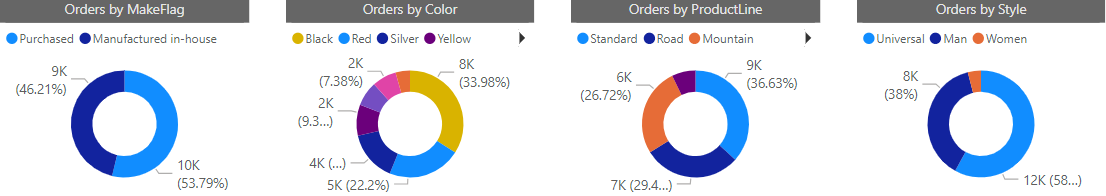 Orders by MakeFlag
Purchased Manufactured in-house
9K
(46.21%)
10K
(53.79%)
Orders by Color
Black Red Silver Yellow
2K
(7.38%)
8K
(33.98%)
2K
(9.3...)
4K (...)
5K (22.2%)
Orders by ProductLine
Standard Road Mountain
6K
(26.72%)
9K
(36.63%)
7K (29.4...)
Orders by Style
Universal Man Women
8K
(38%)
12K (58...)